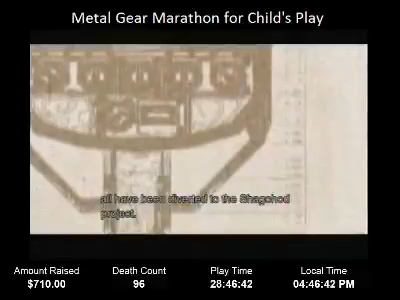 Metal Gear Marathon for Child's Play
all have been diverted to the Shagohod
project.
Amount Raised Death Count Play Time Local Time
$710.00 96 28:46:42 04:46:42 PM